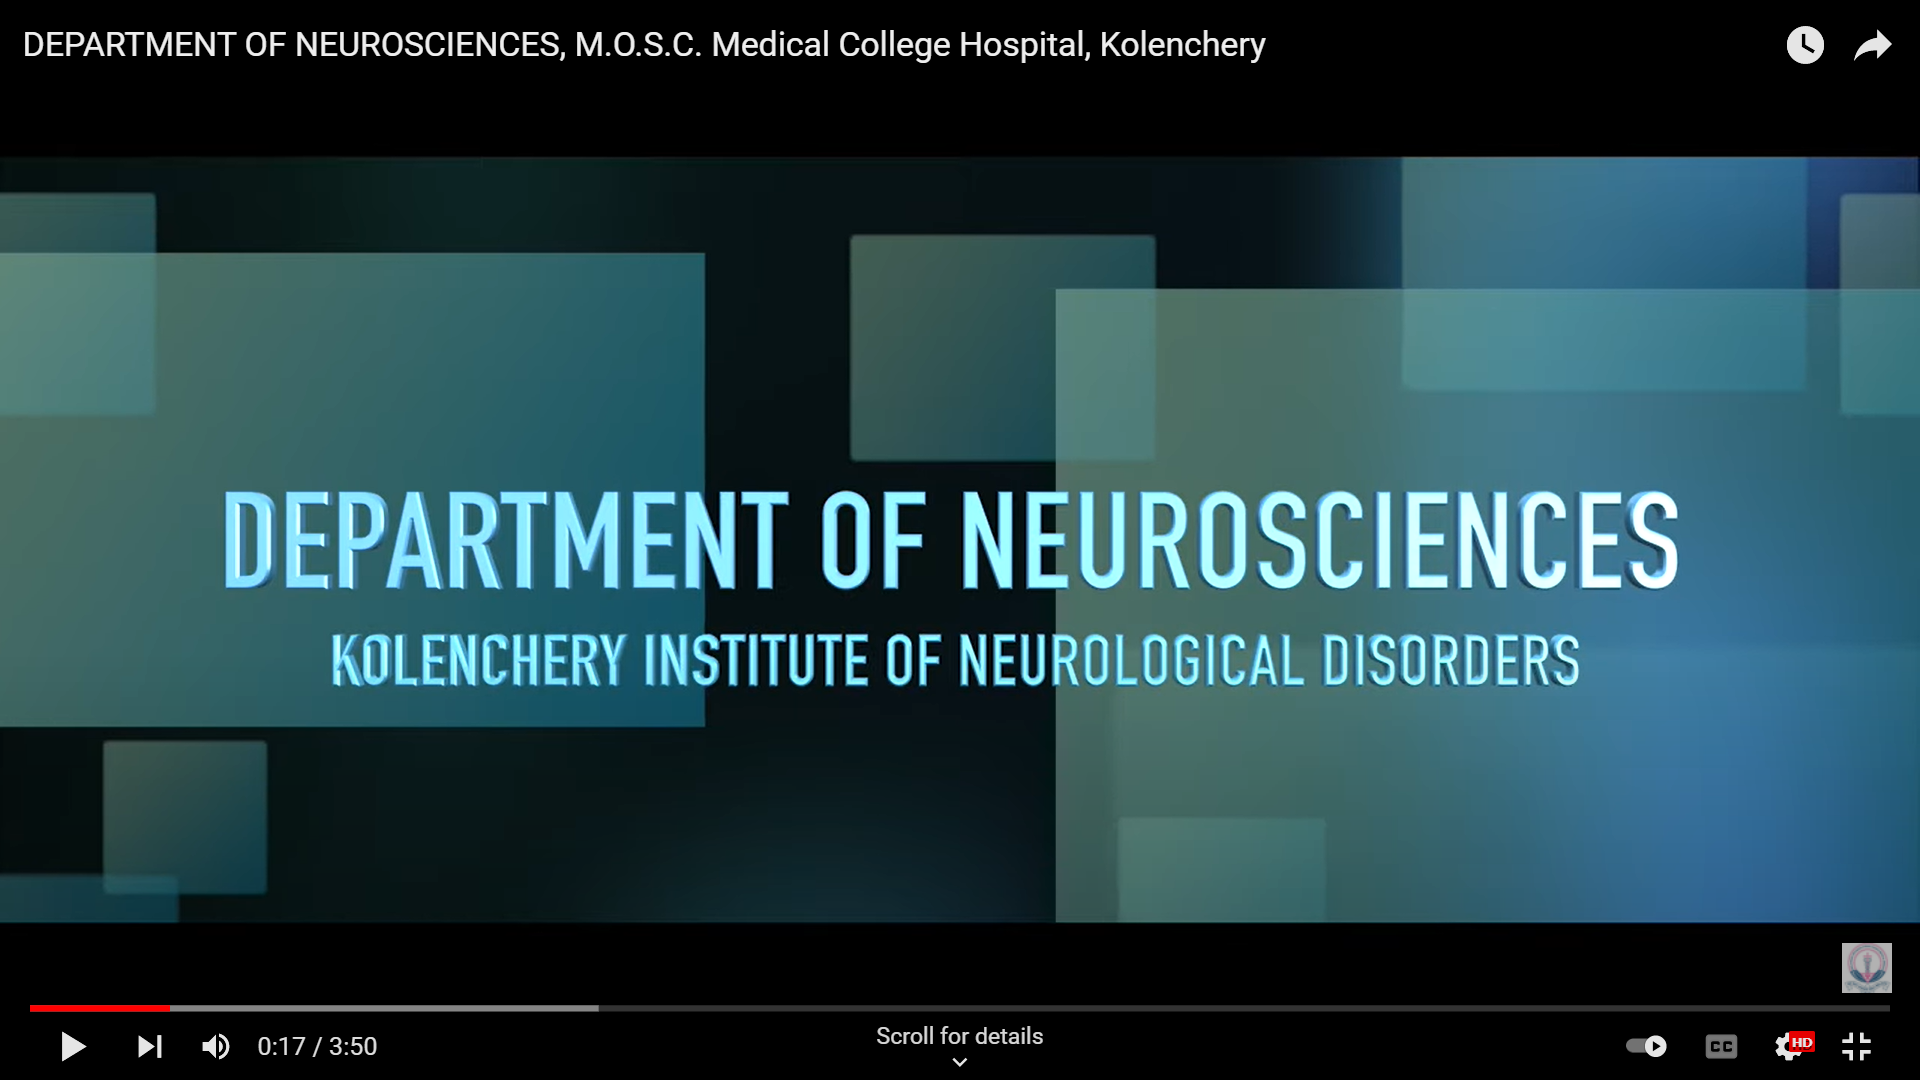 DEPARTMENT OF NEUROSCIENCES, M.O.S.C. Medical College Hospital, Kolenchery
DEPARTMENT OF NEUROSCIENCES
KOLENCHERY INSTITUTE OF NEUROLOGICAL DISORDERS
0:17 / 3:50
Scroll for details
CC
HD